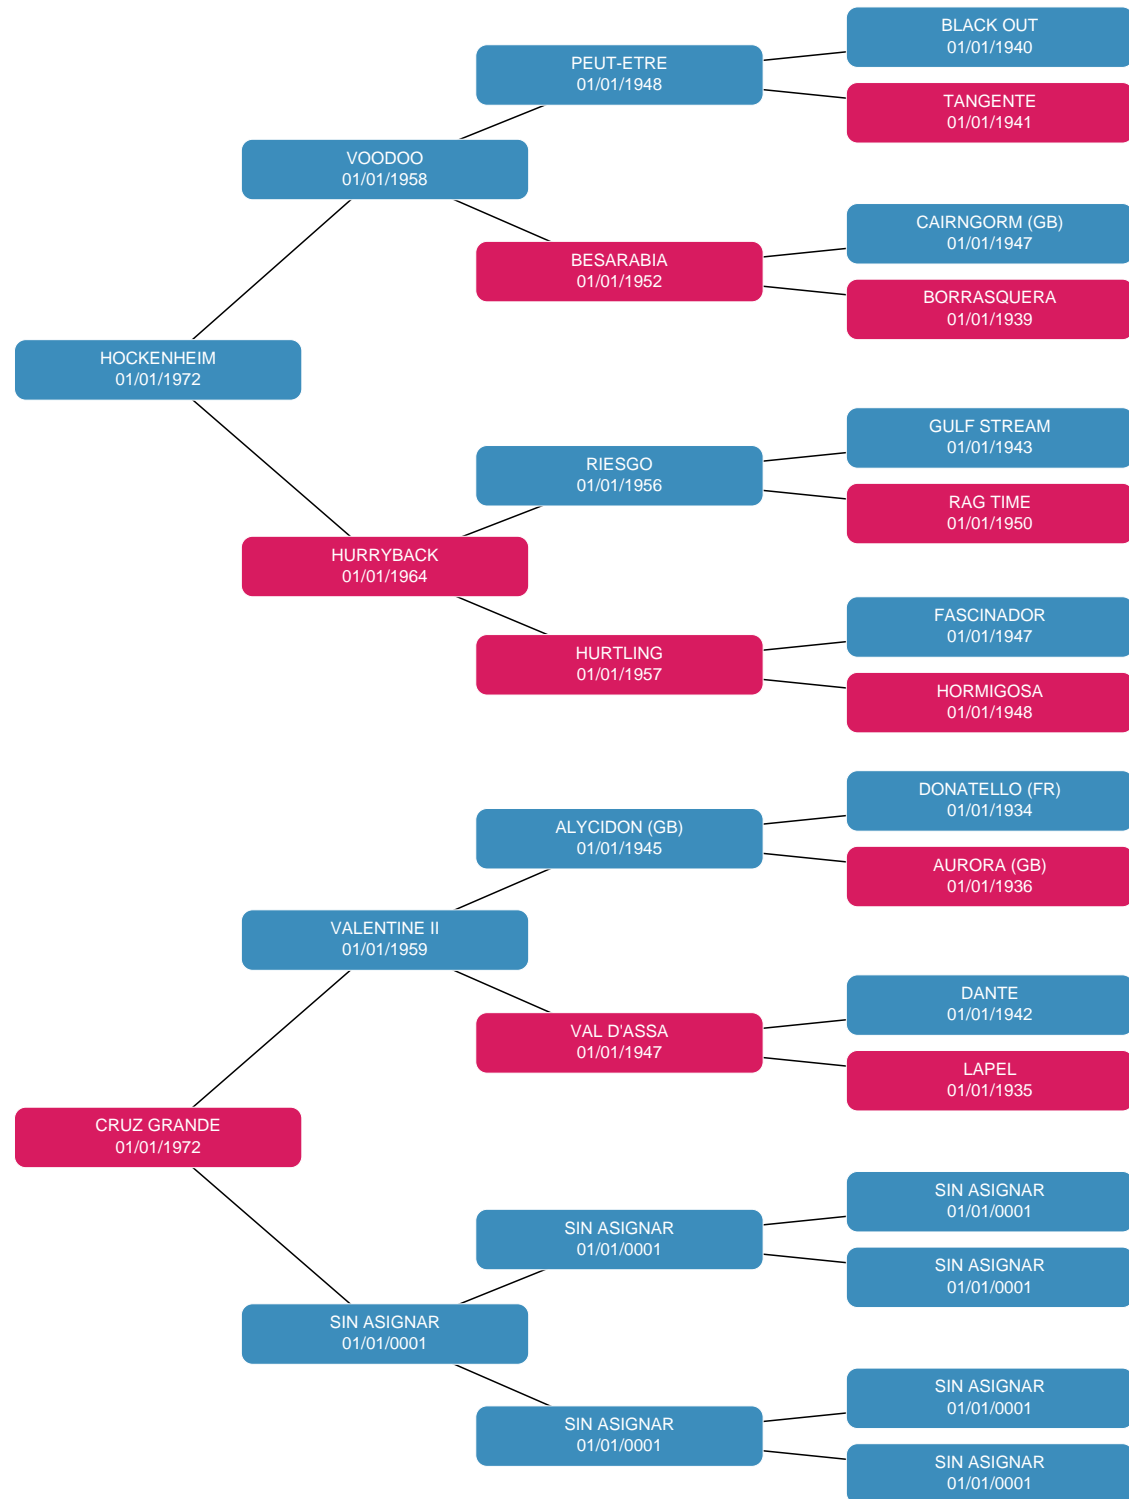 BLACK OUT
01/01/1940
PEUT-ETRE
01/01/1948
TANGENTE
01/01/1941
VOODOO
01/01/1958
CAIRNGORM (GB)
01/01/1947
BESARABIA
01/01/1952
BORRASQUERA
01/01/1939
HOCKENHEIM
01/01/1972
GULF STREAM
01/01/1943
RIESGO
01/01/1956
RAG TIME
01/01/1950
HURRYBACK
01/01/1964
FASCINADOR
01/01/1947
HURTLING
01/01/1957
HORMIGOSA
01/01/1948
DONATELLO (FR)
01/01/1934
ALYCIDON (GB)
01/01/1945
AURORA (GB)
01/01/1936
VALENTINE II
01/01/1959
DANTE
01/01/1942
VAL D'ASSA
01/01/1947
LAPEL
01/01/1935
CRUZ GRANDE
01/01/1972
SIN ASIGNAR
01/01/0001
SIN ASIGNAR
01/01/0001
SIN ASIGNAR
01/01/0001
SIN ASIGNAR
01/01/0001
SIN ASIGNAR
01/01/0001
SIN ASIGNAR
01/01/0001
SIN ASIGNAR
01/01/0001